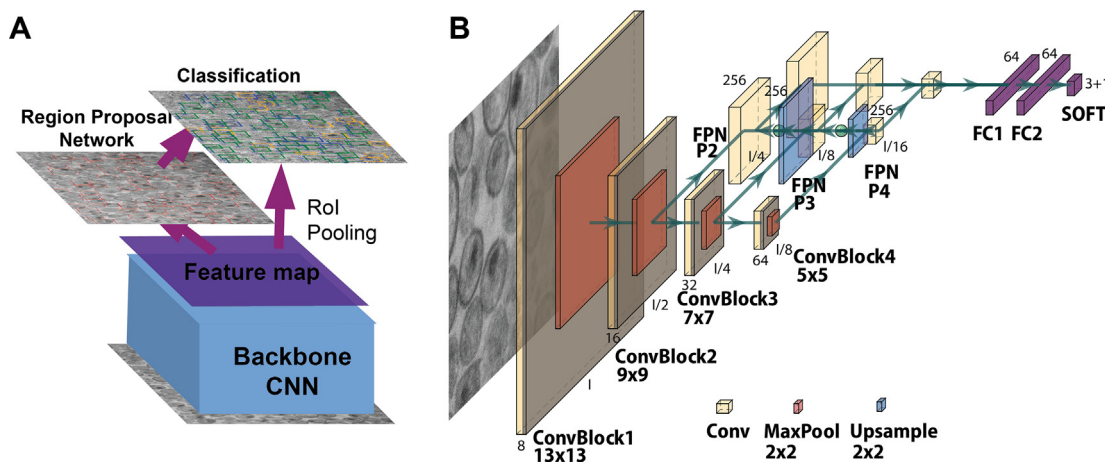 A
Classification
Region Proposal
Network
RoI
Pooling
Feature map
Backbone
CNN
B
256
256
256
64
64
3+1
SOFT
FC1
FC2
FPN
P2
I/4
I/8
I/16
FPN
P3
FPN
P4
I/8
64
ConvBlock4
5x5
I/4
32
ConvBlock3
7x7
I/2
16
ConvBlock2
9x9
I
8
ConvBlock1
13x13
Conv
MaxPool
2x2
Upsample
2x2